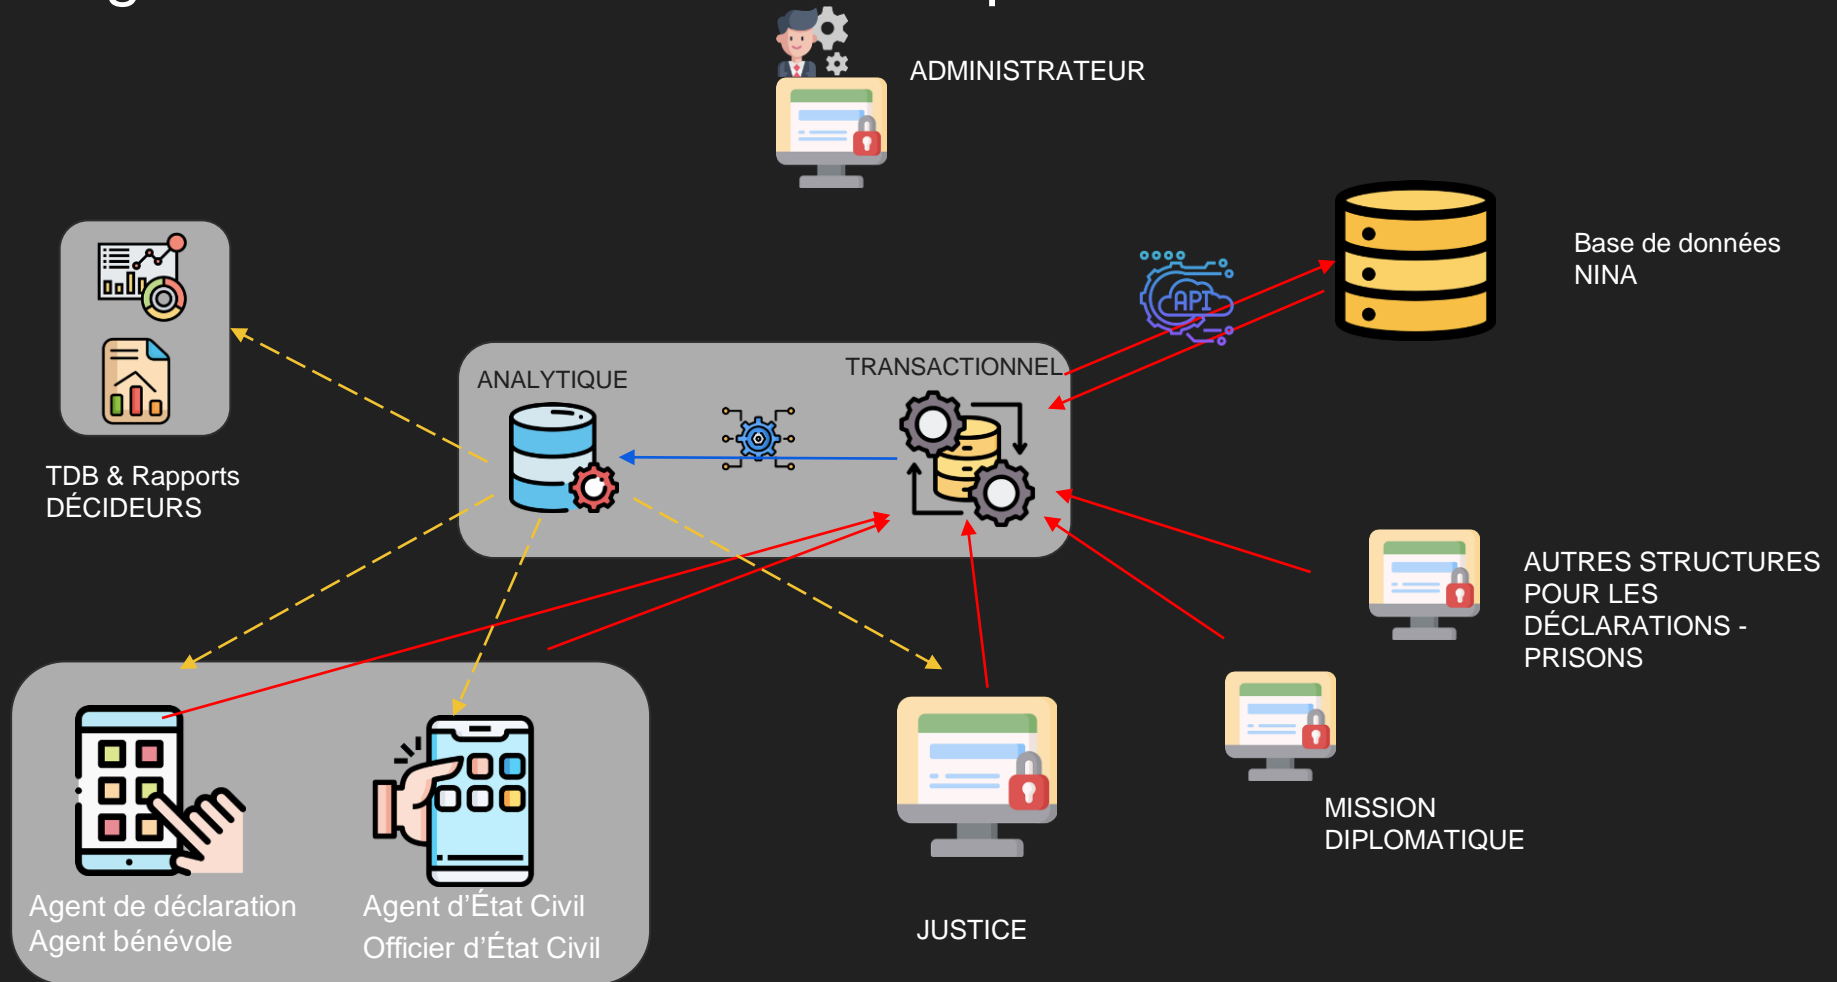 ADMINISTRATEUR
API
Base de données
NINA
TRANSACTIONNEL
ANALYTIQUE
TDB & Rapports
DÉCIDEURS
AUTRES STRUCTURES
POUR LES
DÉCLARATIONS -
PRISONS
MISSION
DIPLOMATIQUE
Agent de déclaration
Agent bénévole
Agent d’État Civil
Officier d’État Civil
JUSTICE